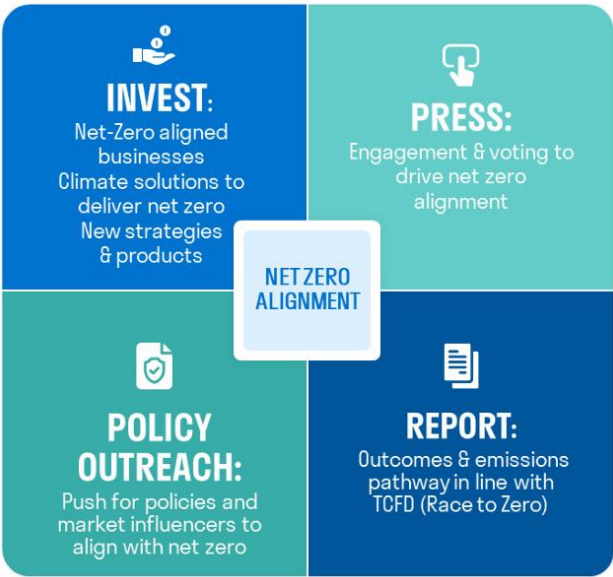 INVEST:
Net-Zero aligned
businesses
Climate solutions to
deliver net zero
New strategies
& products
PRESS:
Engagement & voting to
drive net zero
alignment
NET ZERO
ALIGNMENT
POLICY
OUTREACH:
Push for policies and
market influencers to
align with net zero
REPORT:
Outcomes & emissions
pathway in line with
TCFD (Race to Zero)